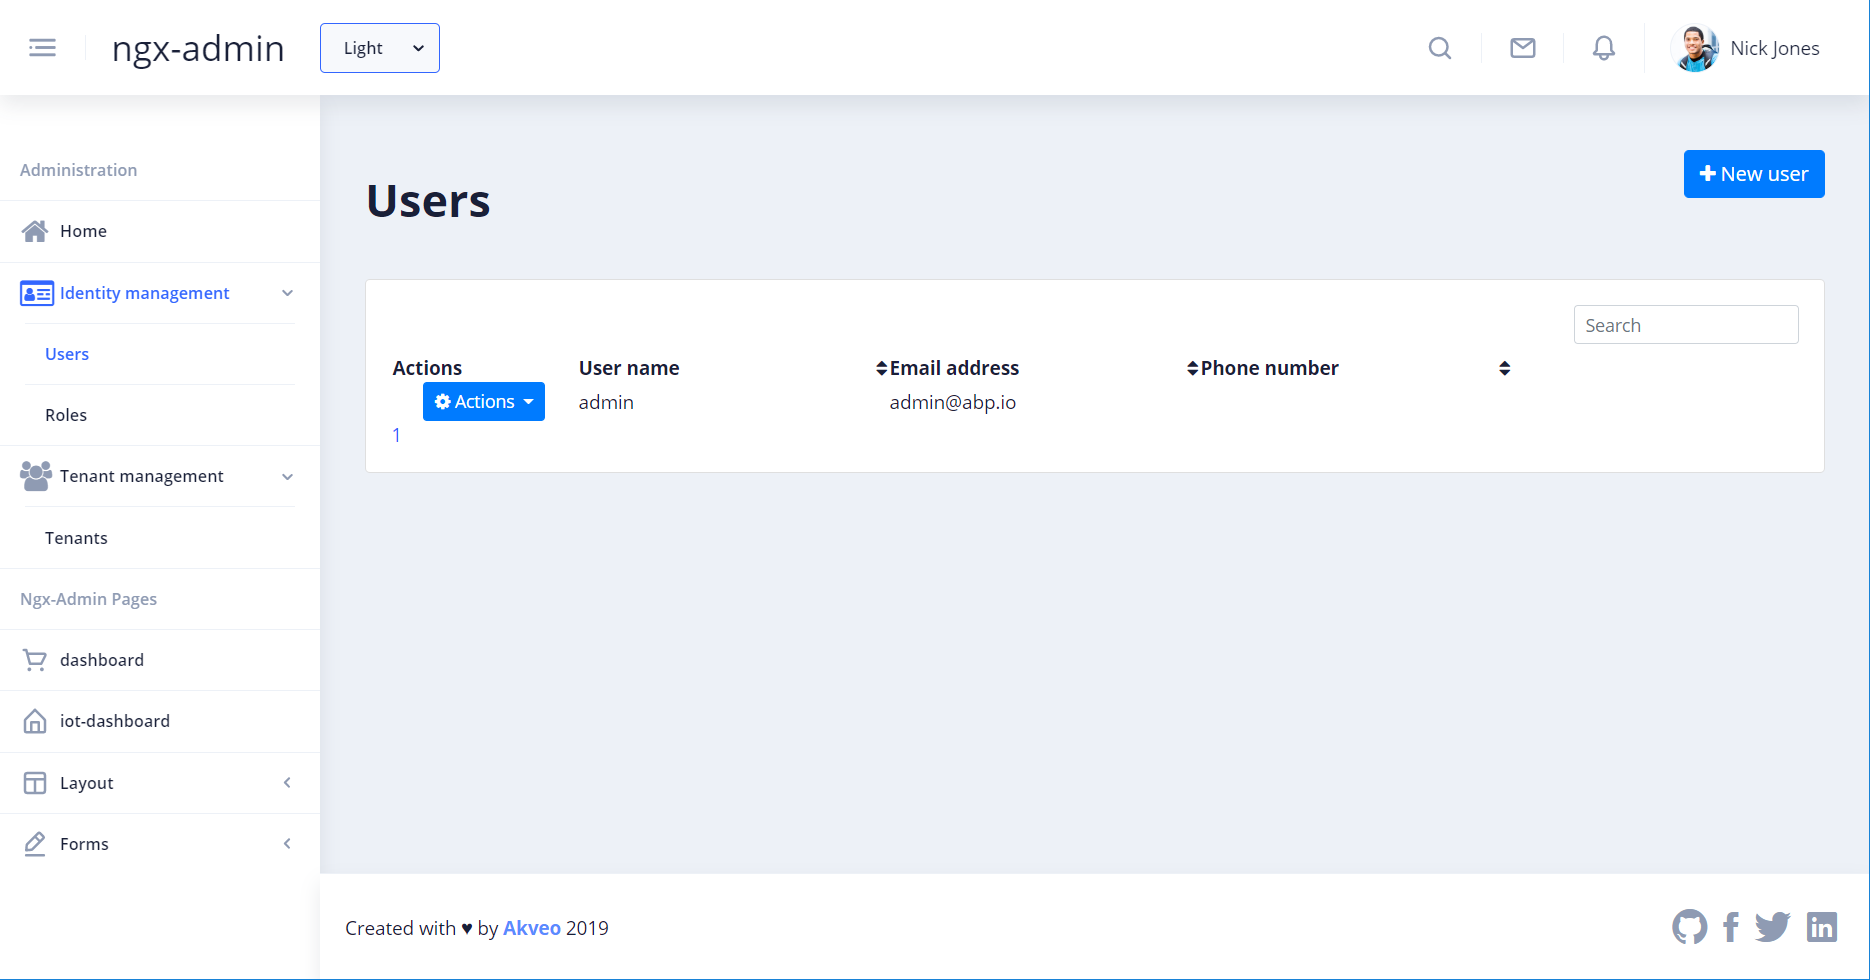 ngx-admin
Light
Nick Jones
Administration
Home
Identity management
Users
Roles
Tenant management
Tenants
Ngx-Admin Pages
dashboard
iot-dashboard
Layout
Forms
Users
New user
Search
Actions User name Email address Phone number
Actions admin admin@abp.io
1
Created with ♥ by Akveo 2019